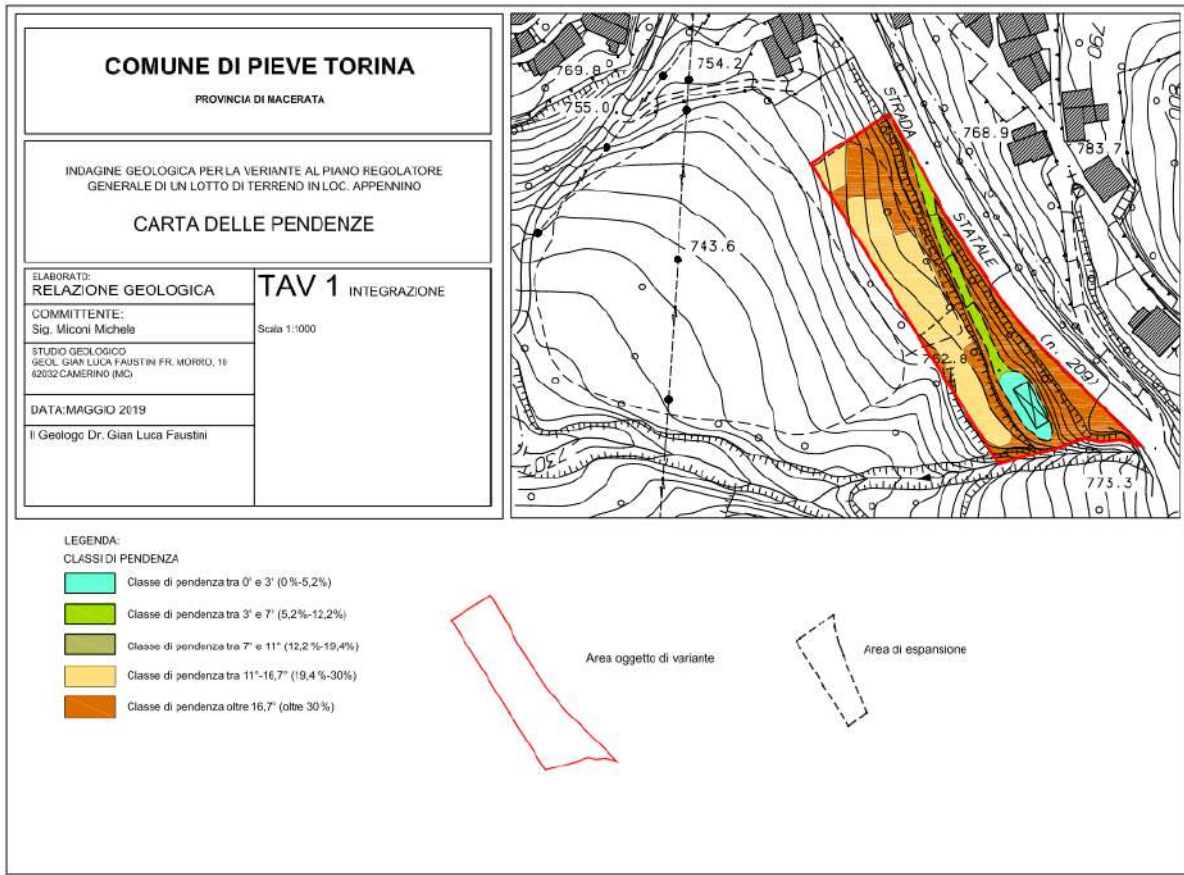 COMUNE DI PIEVE TORINA
PROVINCIA DI MACERATA
INDAGINE GEOLOGICA PER LA VARIANTE AL PIANO REGOLATORE
GENERALE DI UN LOTTO DI TERRENO IN LOC. APPENNINO
CARTA DELLE PENDENZE
ELABORATO:
RELAZIONE GEOLOGICA
COMMITTENTE:
Sig. Miconi Michele
STUDIO GEOLOGICO
GEOL. GIAN LUCA FAUSTINI FR. MORRO, 10
62032 CAMERINO (MC)
DATA:MAGGIO 2019
Il Geologo Dr. Gian Luca Faustini
TAV 1 INTEGRAZIONE
Scala 1:1000
769.8
754.2
755.0
743.6
STRADA
STATALE
(n. 209)
768.9
783.7
790
800
762.8
773.3
730
LEGENDA:
CLASSI DI PENDENZA
Classe di pendenza tra 0° e 3° (0%-5,2%)
Classe di pendenza tra 3° e 7° (5,2%-12,2%)
Classe di pendenza tra 7° e 11° (12,2%-19,4%)
Classe di pendenza tra 11°-16,7° (19,4%-30%)
Classe di pendenza oltre 16,7° (oltre 30%)
Area oggetto di variante
Area di espansione